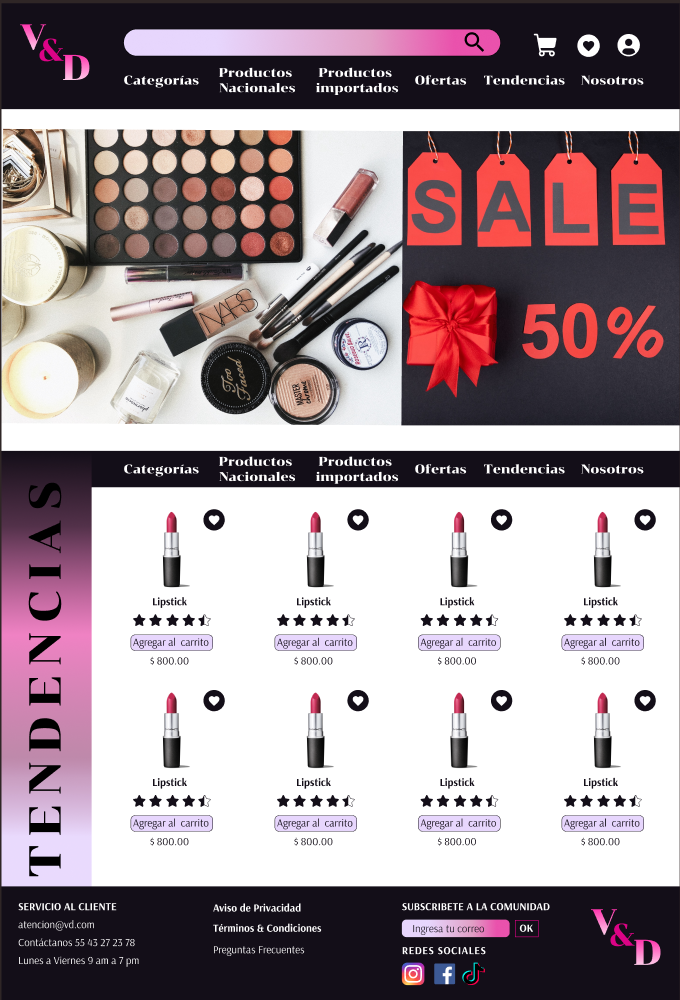 V&D
Categorías
Productos
Nacionales
Productos
importados
Ofertas
Tendencias
Nosotros
SALE
50%
NARS
Too
Faced
MASTER
chrome
Categorías
Productos
Nacionales
Productos
importados
Ofertas
Tendencias
Nosotros
TENDENCIAS
Lipstick
Lipstick
Lipstick
Lipstick
Agregar al carrito
Agregar al carrito
Agregar al carrito
Agregar al carrito
$ 800.00
$ 800.00
$ 800.00
$ 800.00
Lipstick
Lipstick
Lipstick
Lipstick
Agregar al carrito
Agregar al carrito
Agregar al carrito
Agregar al carrito
$ 800.00
$ 800.00
$ 800.00
$ 800.00
SERVICIO AL CLIENTE
atencion@vd.com
Contáctanos 55 43 27 23 78
Lunes a Viernes 9 am a 7 pm
Aviso de Privacidad
Términos & Condiciones
Preguntas Frecuentes
SUBSCRIBETE A LA COMUNIDAD
Ingresa tu correo
OK
REDES SOCIALES
V&D